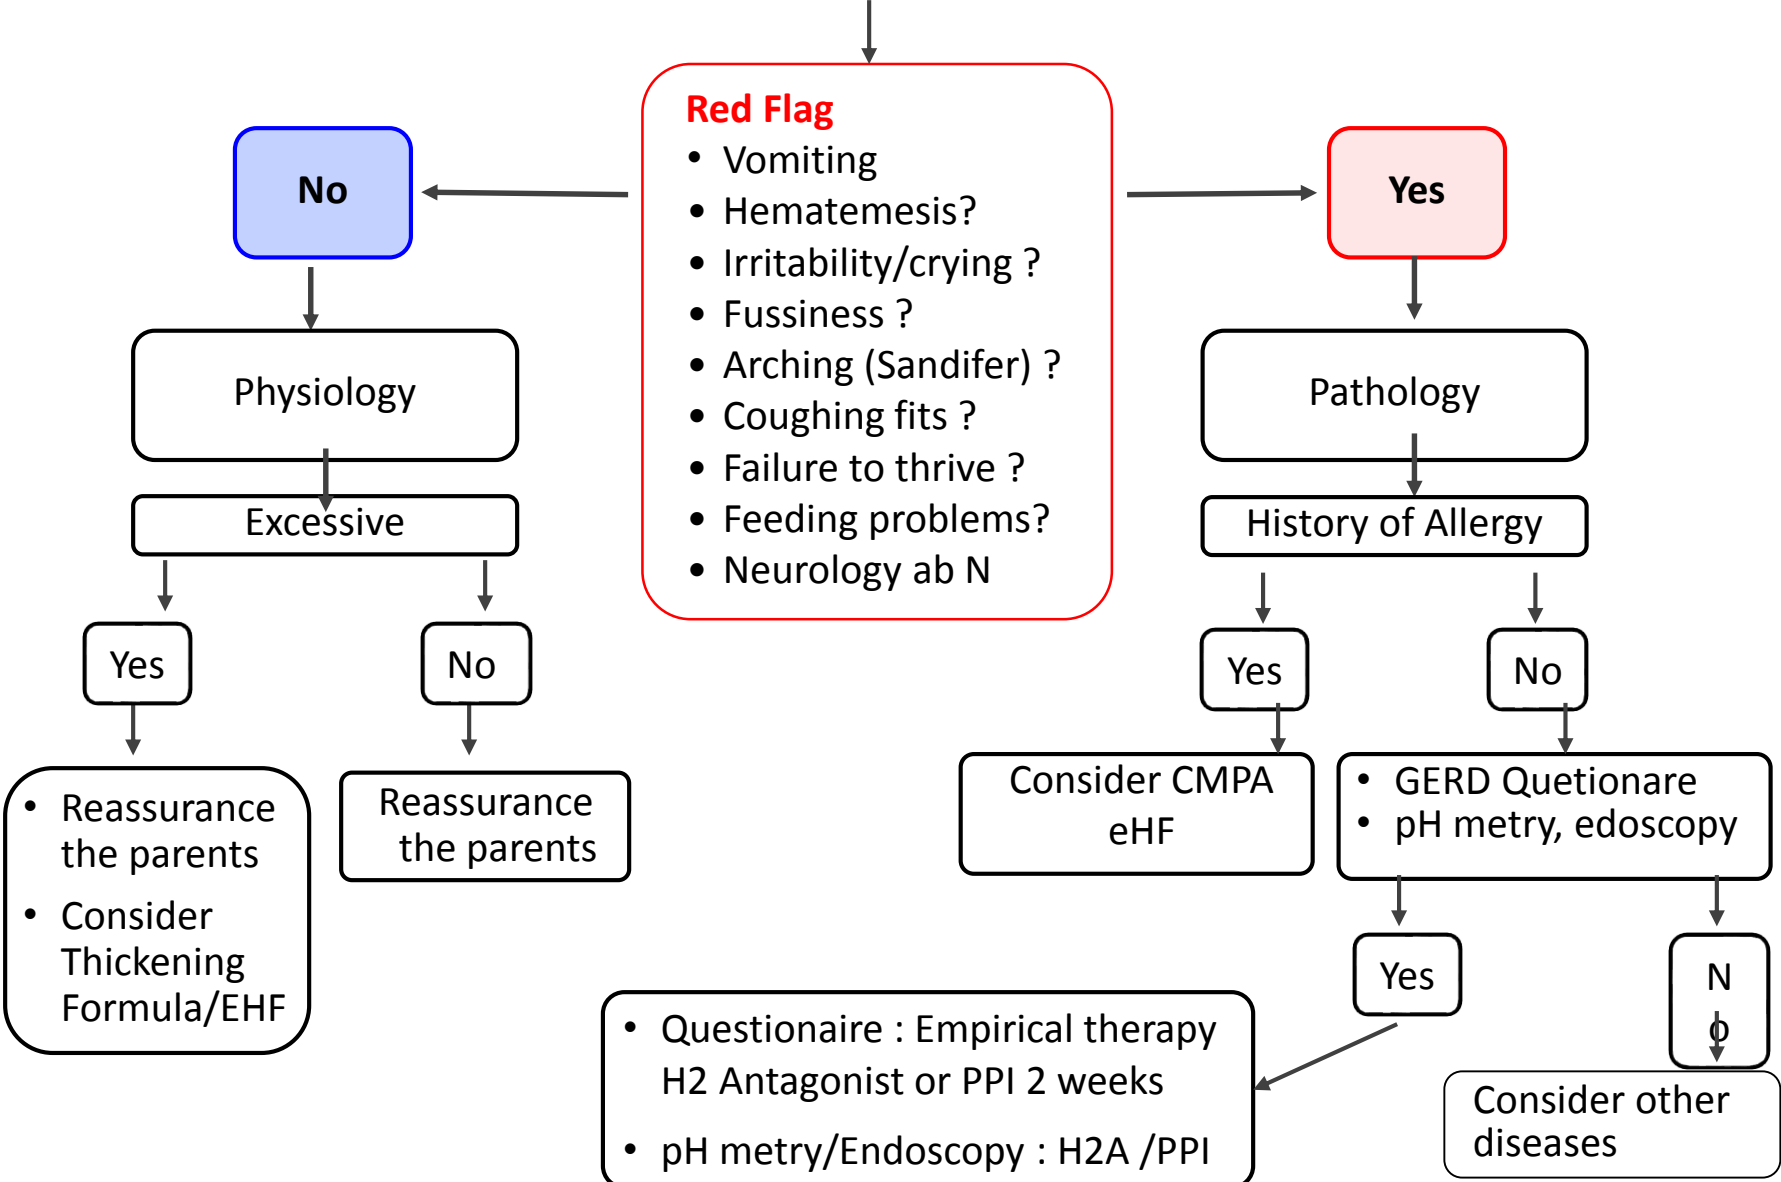 Red Flag
• Vomiting
• Hematemesis?
• Irritability/crying ?
• Fussiness ?
• Arching (Sandifer) ?
• Coughing fits ?
• Failure to thrive ?
• Feeding problems?
• Neurology ab N
No
Physiology
Excessive
Yes
No
• Reassurance
the parents
• Consider
Thickening
Formula/EHF
Reassurance
the parents
Yes
Pathology
History of Allergy
Yes
No
Consider CMPA
eHF
• GERD Quetionare
• pH metry, edoscopy
Yes
N
o
• Questionaire : Empirical therapy
H2 Antagonist or PPI 2 weeks
• pH metry/Endoscopy : H2A /PPI
Consider other
diseases